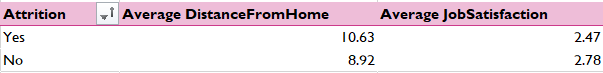 Attrition Average DistanceFromHome Average JobSatisfaction
Yes 10.63 2.47
No 8.92 2.78